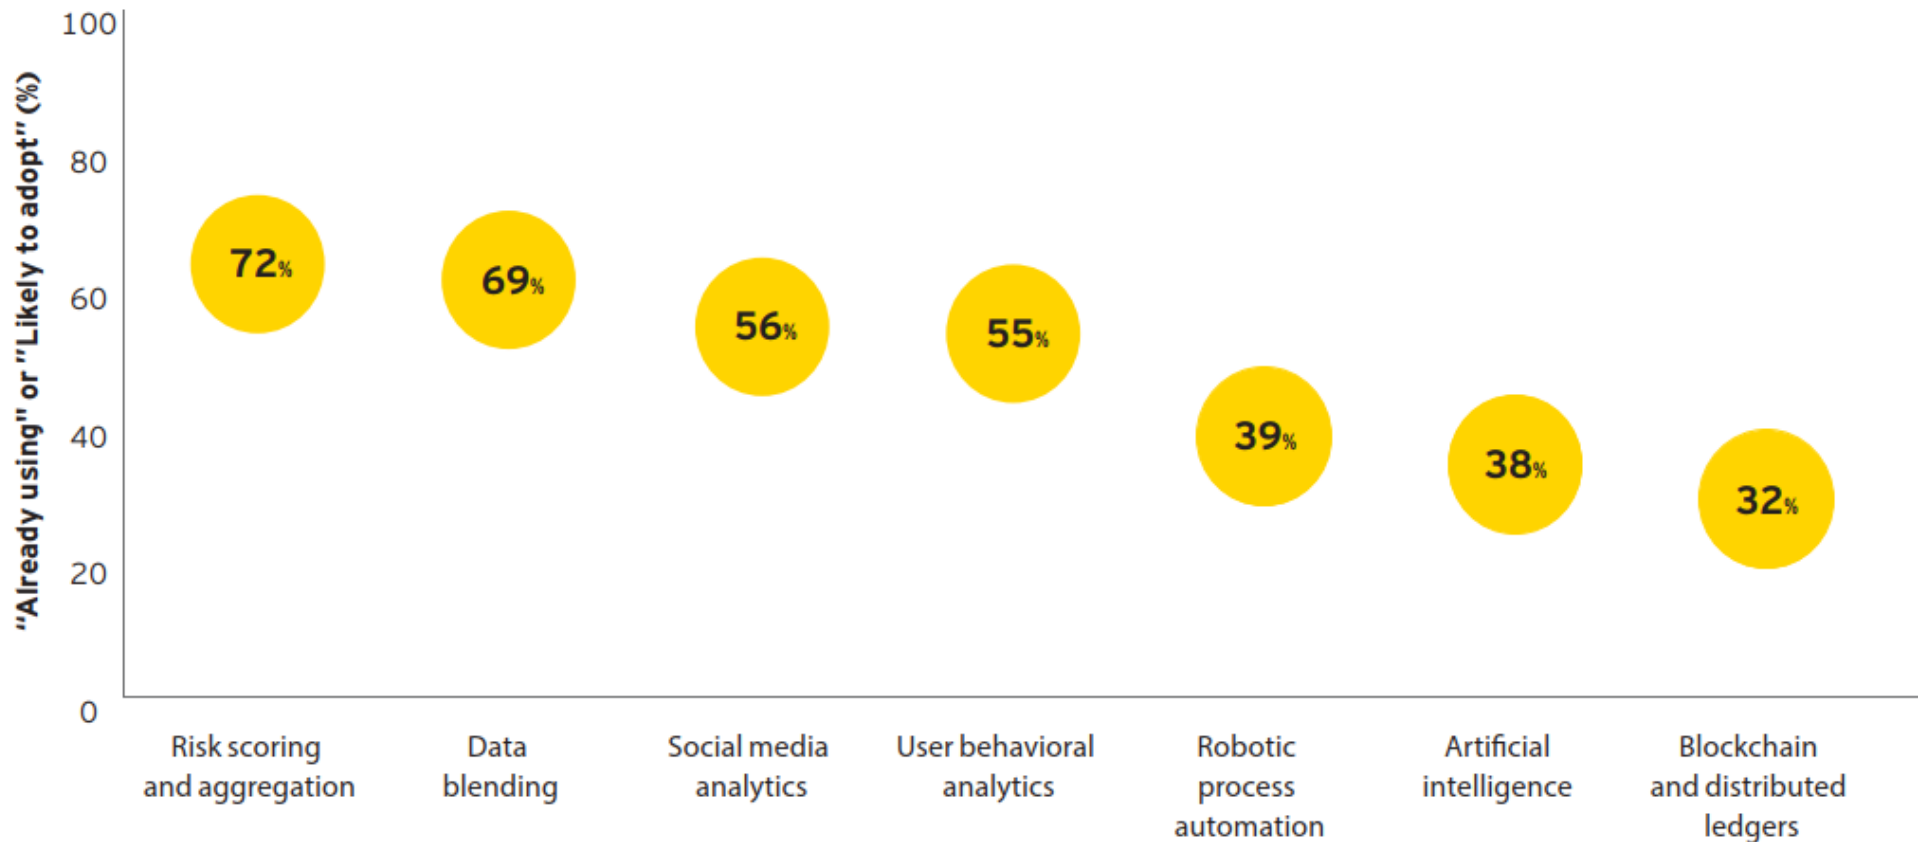 “Already using" or "Likely to adopt" (%)
100
80
60
40
20
0
72%
69%
56%
55%
39%
38%
32%
Risk scoring
and aggregation
Data
blending
Social media
analytics
User behavioral
analytics
Robotic
process
automation
Artificial
intelligence
Blockchain
and distributed
ledgers